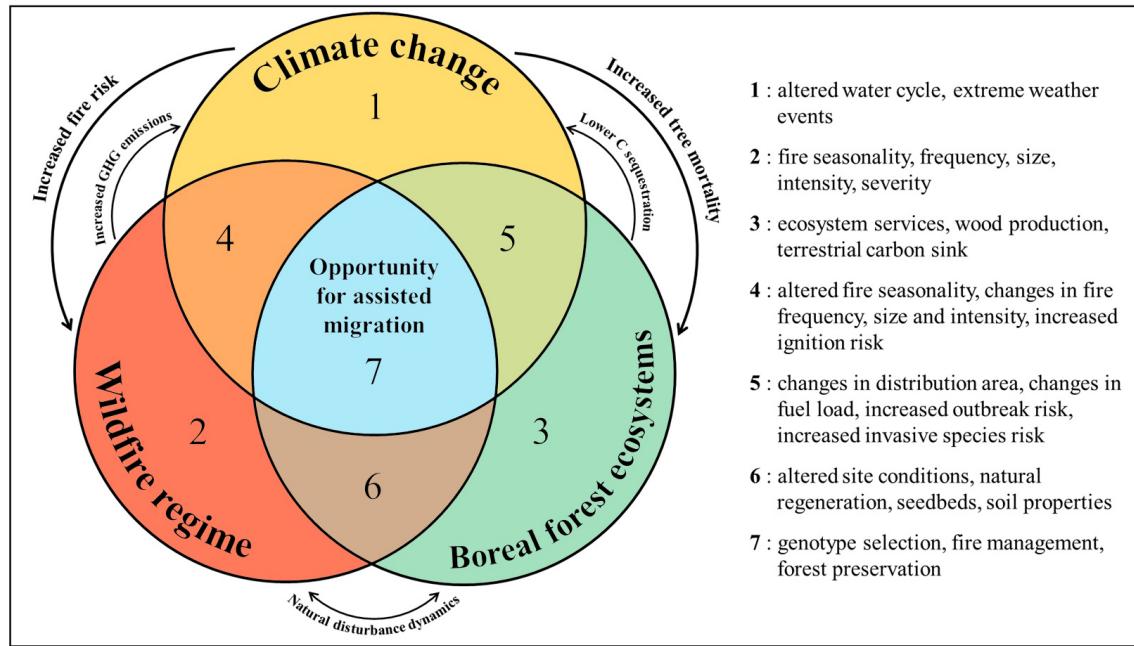 Climate change
1
Increased fire risk
Increased GHG emissions
Lower C sequestration
Increased tree mortality
4
5
Opportunity
for assisted
migration
7
Wildfire regime
2
3
Boreal forest ecosystems
6
Natural disturbance dynamics
1 : altered water cycle, extreme weather
events
2 : fire seasonality, frequency, size,
intensity, severity
3 : ecosystem services, wood production,
terrestrial carbon sink
4 : altered fire seasonality, changes in fire
frequency, size and intensity, increased
ignition risk
5 : changes in distribution area, changes in
fuel load, increased outbreak risk,
increased invasive species risk
6 : altered site conditions, natural
regeneration, seedbeds, soil properties
7 : genotype selection, fire management,
forest preservation